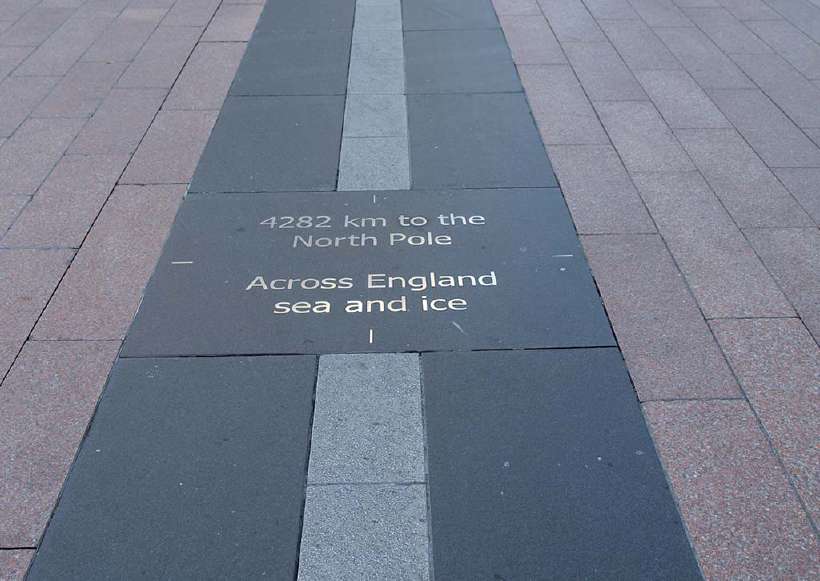 4282 km to the
North Pole
Across England
sea and ice